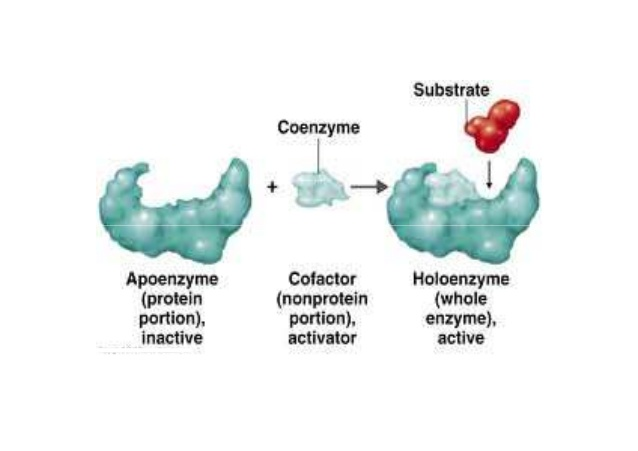 Substrate
Coenzyme
+
Apoenzyme
(protein
portion),
inactive
Cofactor
(nonprotein
portion),
activator
Holoenzyme
(whole
enzyme),
active